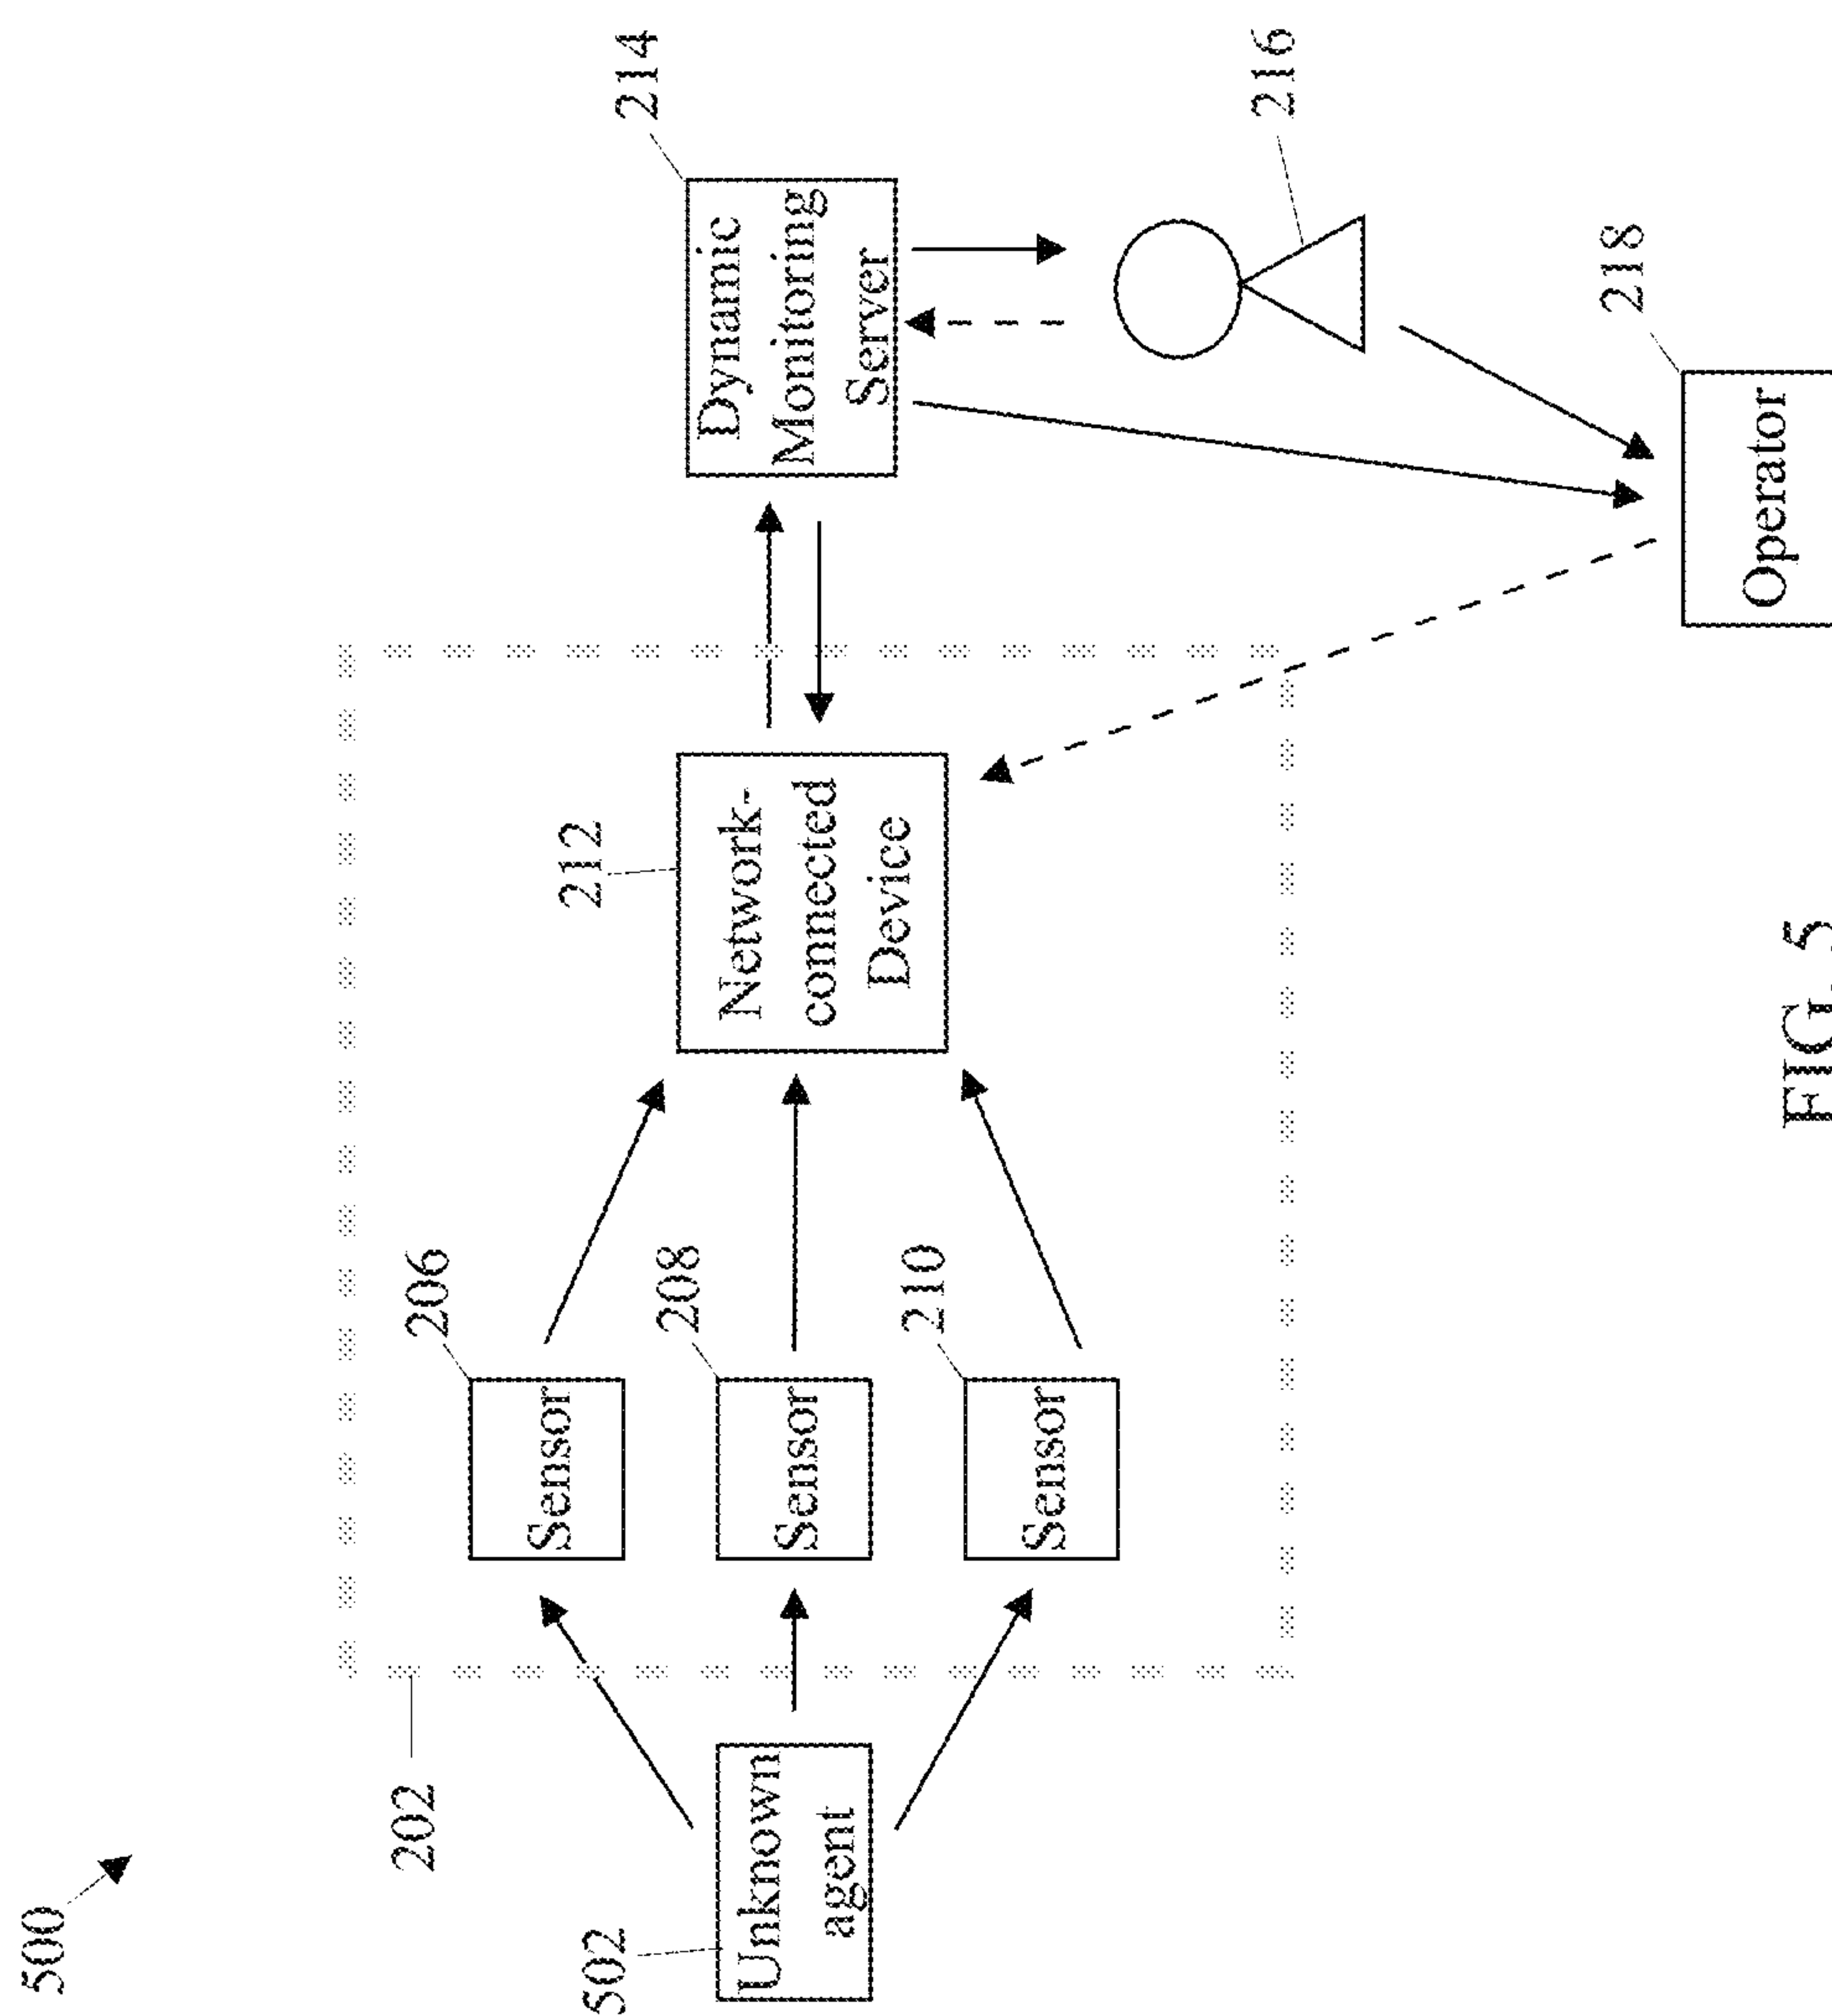 500
202
502
Unknown
agent
206
Sensor
208
Sensor
210
Sensor
212
Network-
connected
Device
214
Dynamic
Monitoring
Server
216
218
Operator
FIG. 5